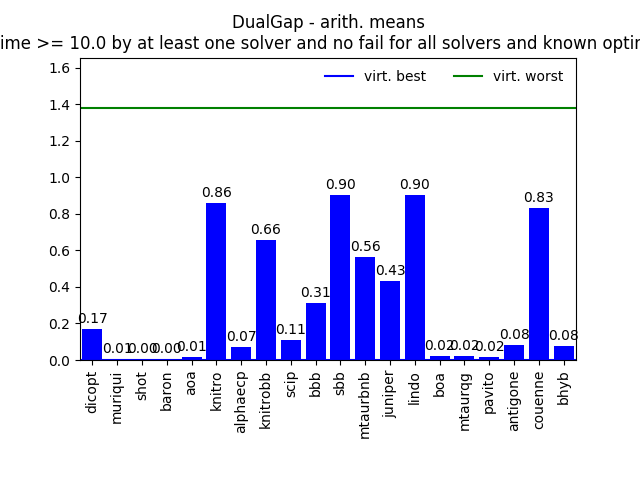 DualGap - arith. means
ime >= 10.0 by at least one solver and no fail for all solvers and known optim
virt. best
virt. worst
1.6
1.4
1.2
1.0
0.8
0.6
0.4
0.2
0.0
0.17
0.01
0.00
0.00
0.01
0.86
0.07
0.66
0.11
0.31
0.90
0.56
0.43
0.90
0.02
0.02
0.02
0.08
0.83
0.08
dicopt
muriqui
shot
baron
aoa
knitro
alphaecp
knitrobb
scip
bbb
sbb
mtaurbnb
juniper
lindo
boa
mtaurqg
pavito
antigone
couenne
bhyb